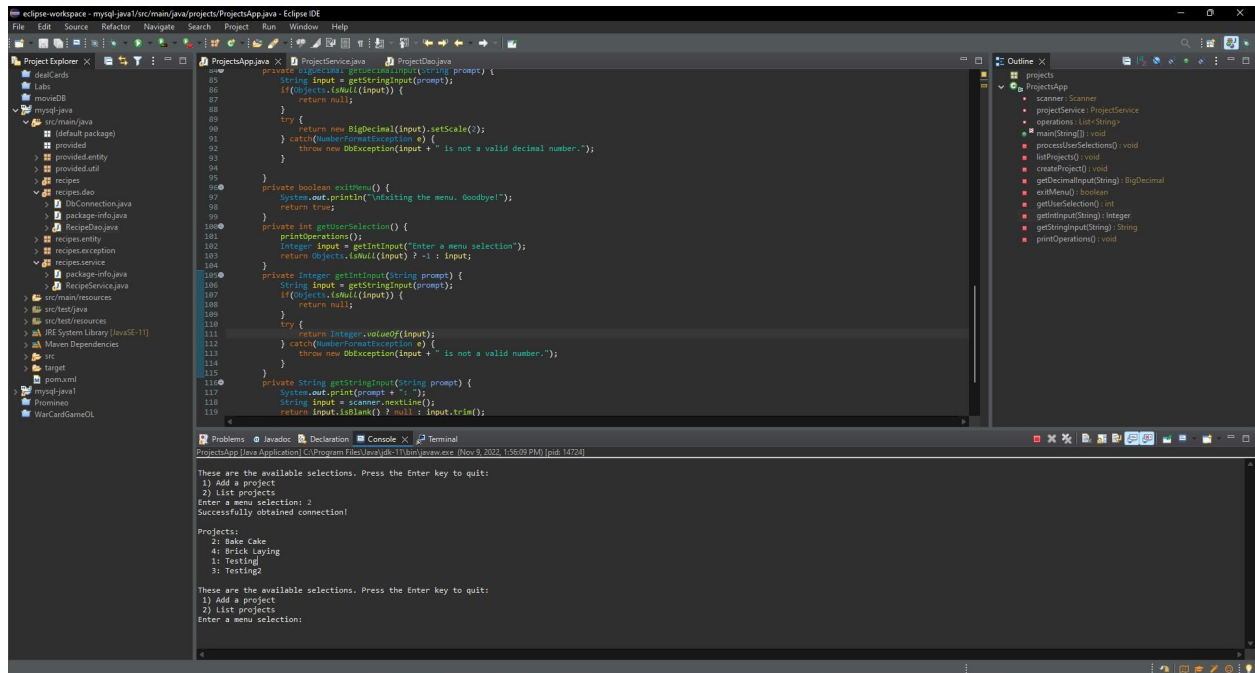 eclipse-workspace - mysql-java1/src/main/java/projects/ProjectsApp.java - Eclipse IDE
File Edit Source Refactor Navigate Search Project Run Window Help
Project Explorer
dealCards
Labs
movieDB
mysql-java
src/main/java
(default package)
provided
provided.entity
provided.util
recipes
recipes.dao
DbConnection.java
package-info.java
RecipeDao.java
recipes.entity
recipes.exception
recipes.service
package-info.java
RecipeService.java
src/main/resources
src/test/java
src/test/resources
JRE System Library [JavaSE-11]
Maven Dependencies
src
target
pom.xml
mysql-java1
Promineo
WarCardGameOL
ProjectsApp.java ProjectService.java ProjectDao.java
84 private BigDecimal getDecimalInput(String prompt) {
85 String input = getStringInput(prompt);
86 if(Objects.isNull(input)) {
87 return null;
88 }
89 try {
90 return new BigDecimal(input).setScale(2);
91 } catch(NumberFormatException e) {
92 throw new DbException(input + " is not a valid decimal number.");
93 }
94
95 }
96 private boolean exitMenu() {
97 System.out.println("\nExiting the menu. Goodbye!");
98 return true;
99 }
100 private int getUserSelection() {
101 printOperations();
102 Integer input = getIntInput("Enter a menu selection");
103 return Objects.isNull(input) ? -1 : input;
104 }
105 private Integer getIntInput(String prompt) {
106 String input = getStringInput(prompt);
107 if(Objects.isNull(input)) {
108 return null;
109 }
110 try {
111 return Integer.valueOf(input);
112 } catch(NumberFormatException e) {
113 throw new DbException(input + " is not a valid number.");
114 }
115 }
116 private String getStringInput(String prompt) {
117 System.out.print(prompt + ": ");
118 String input = scanner.nextLine();
119 return input.isBlank() ? null : input.trim();
Outline
projects
ProjectsApp
scanner : Scanner
projectService : ProjectService
operations : List<String>
main(String[]) : void
processUserSelections() : void
listProjects() : void
createProject() : void
getDecimalInput(String) : BigDecimal
exitMenu() : boolean
getUserSelection() : int
getIntInput(String) : Integer
getStringInput(String) : String
printOperations() : void
Problems Javadoc Declaration Console Terminal
ProjectsApp [Java Application] C:\Program Files\Java\jdk-11\bin\javaw.exe (Nov 9, 2022, 1:56:09 PM) [pid: 14724]
These are the available selections. Press the Enter key to quit:
1) Add a project
2) List projects
Enter a menu selection: 2
Successfully obtained connection!
Projects:
2: Bake Cake
4: Brick Laying
1: Testing
3: Testing2
These are the available selections. Press the Enter key to quit:
1) Add a project
2) List projects
Enter a menu selection: